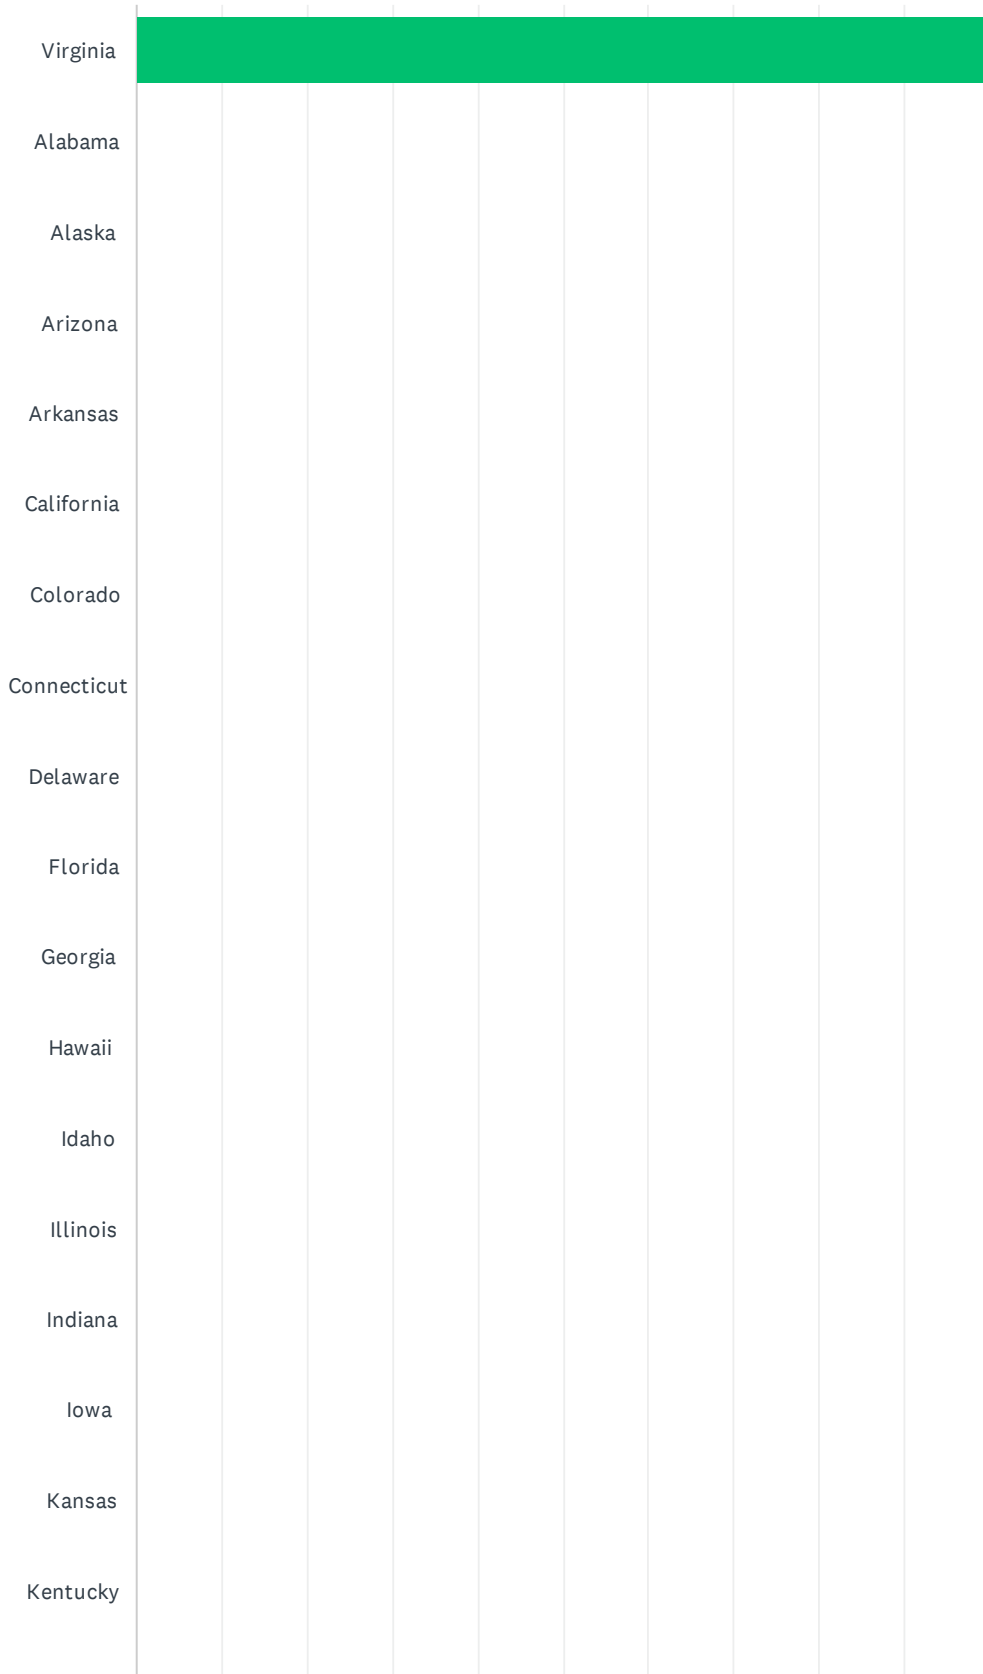 Virginia
Alabama
Alaska
Arizona
Arkansas
California
Colorado
Connecticut
Delaware
Florida
Georgia
Hawaii
Idaho
Illinois
Indiana
Iowa
Kansas
Kentucky